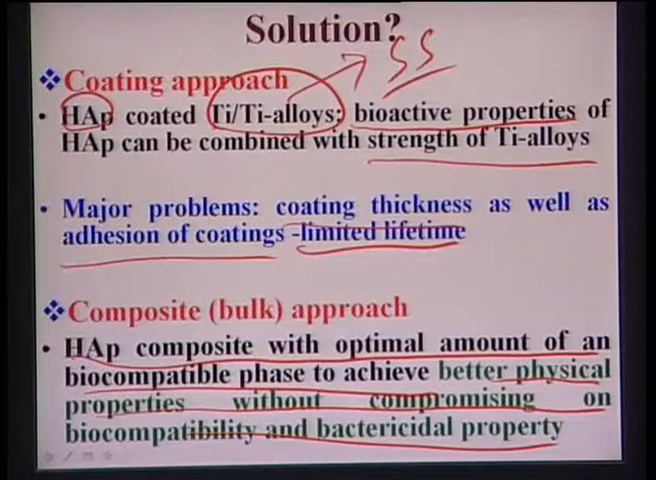 Solution?
SS
❖ Coating approach
• HAp coated Ti/Ti-alloys; bioactive properties of
HAp can be combined with strength of Ti-alloys
• Major problems: coating thickness as well as
adhesion of coatings -limited lifetime
❖ Composite (bulk) approach
• HAp composite with optimal amount of an
biocompatible phase to achieve better physical
properties without compromising on
biocompatibility and bactericidal property